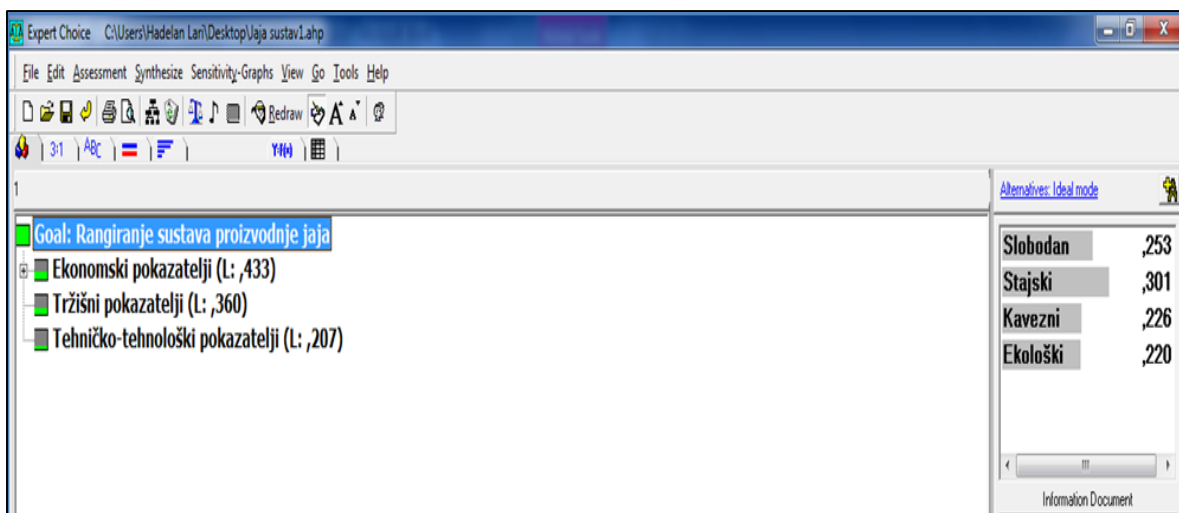 Expert Choice C:\Users\Hadelan Lari\Desktop\Jaja sustav1.ahp
File Edit Assessment Synthesize Sensitivity-Graphs View Go Tools Help
Redraw A A
3:1 ABC Y:f(x)
1
Alternatives: Ideal mode
Goal: Rangiranje sustava proizvodnje jaja
Ekonomski pokazatelji (L: ,433)
Tržišni pokazatelji (L: ,360)
Tehničko-tehnološki pokazatelji (L: ,207)
Slobodan ,253
Stajski ,301
Kavezni ,226
Ekološki ,220
Information Document